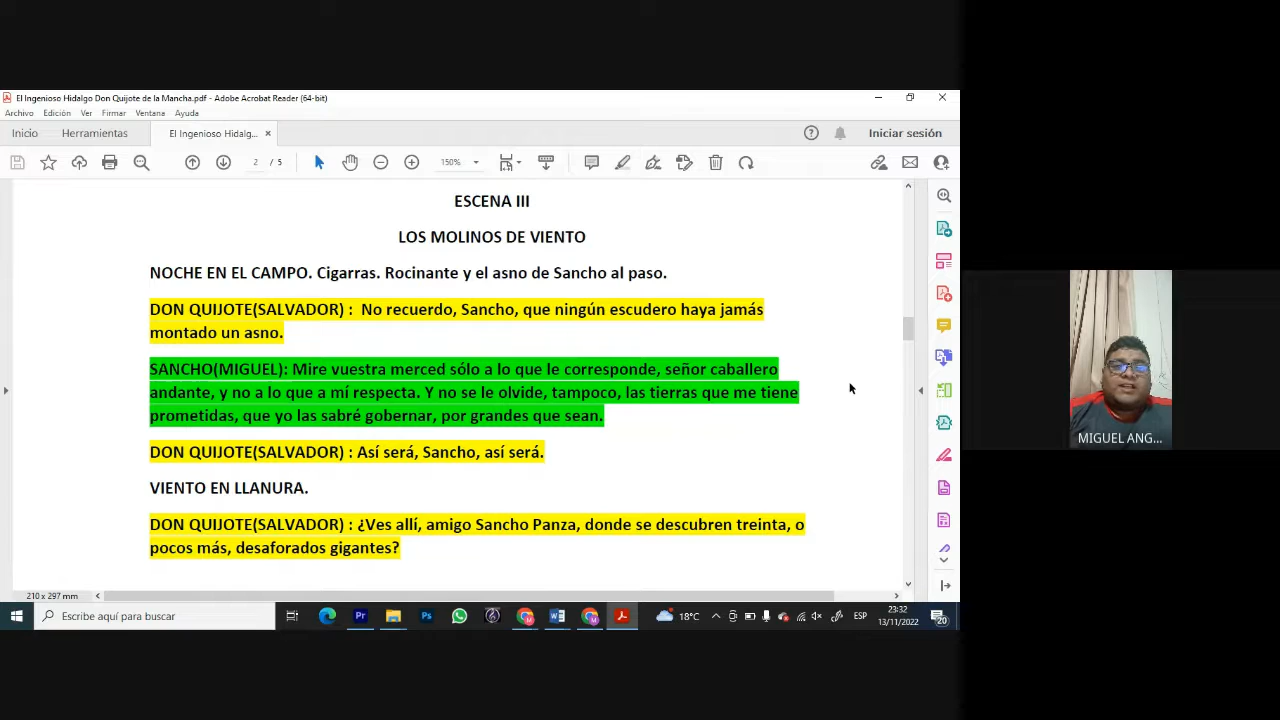 El Ingenioso Hidalgo Don Quijote de la Mancha.pdf - Adobe Acrobat Reader (64-bit)
Archivo Edición Ver Firmar Ventana Ayuda
Inicio Herramientas El Ingenioso Hidalg... Iniciar sesión
2 / 5 150%
ESCENA III
LOS MOLINOS DE VIENTO
NOCHE EN EL CAMPO. Cigarras. Rocinante y el asno de Sancho al paso.
DON QUIJOTE(SALVADOR) : No recuerdo, Sancho, que ningún escudero haya jamás
montado un asno.
SANCHO(MIGUEL): Mire vuestra merced sólo a lo que le corresponde, señor caballero
andante, y no a lo que a mí respecta. Y no se le olvide, tampoco, las tierras que me tiene
prometidas, que yo las sabré gobernar, por grandes que sean.
DON QUIJOTE(SALVADOR) : Así será, Sancho, así será.
VIENTO EN LLANURA.
DON QUIJOTE(SALVADOR) : ¿Ves allí, amigo Sancho Panza, donde se descubren treinta, o
pocos más, desaforados gigantes?
MIGUEL ANG...
210 x 297 mm
Escribe aquí para buscar
Pr
Ps
18°C
ESP
23:32
13/11/2022
20